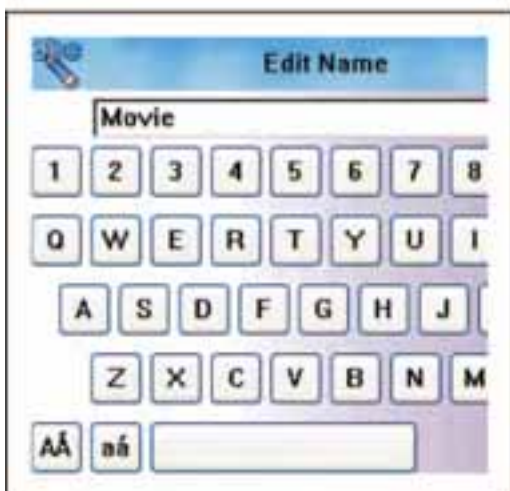 Edit Name
Movie
1 2 3 4 5 6 7 8
Q W E R T Y U I
A S D F G H J
Z X C V B N M
AÅ aá